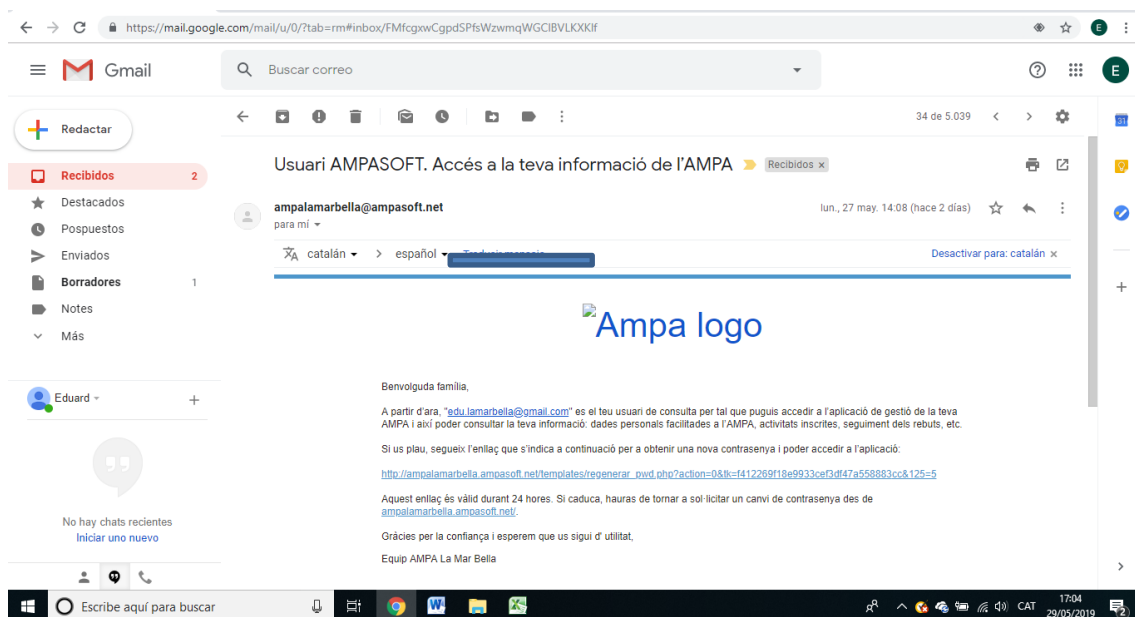 https://mail.google.com/mail/u/0/?tab=rm#inbox/FMfcgxwCgpdSPfsWzwmqWGClBVLKXKlf
E
Gmail
Buscar correo
E
Redactar
34 de 5.039
31
Usuari AMPASOFT. Accés a la teva informació de l'AMPA
Recibidos x
Recibidos 2
Destacados
Pospuestos
Enviados
Borradores 1
Notes
Más
ampalamarbella@ampasoft.net
lun., 27 may. 14:08 (hace 2 días)
para mí
catalán > español
Desactivar para: catalán x
Ampa logo
Eduard
Benvolguda família,
A partir d'ara, "edu.lamarbella@gmail.com" es el teu usuari de consulta per tal que puguis accedir a l'aplicació de gestió de la teva
AMPA i així poder consultar la teva informació: dades personals facilitades a l'AMPA, activitats inscrites, seguiment dels rebuts, etc.
Si us plau, segueix l'enllaç que s'indica a continuació per a obtenir una nova contrasenya i poder accedir a l'aplicació:
http://ampalamarbella.ampasoft.net/templates/regenerar_pwd.php?action=0&tk=f412269f18e9933cef3df47a558883cc&125=5
Aquest enllaç és vàlid durant 24 hores. Si caduca, hauras de tornar a sol·licitar un canvi de contrasenya des de
ampalamarbella.ampasoft.net/.
Gràcies per la confiança i esperem que us sigui d' utilitat,
Equip AMPA La Mar Bella
No hay chats recientes
Iniciar uno nuevo
Escribe aquí para buscar
CAT
17:04
29/05/2019
2